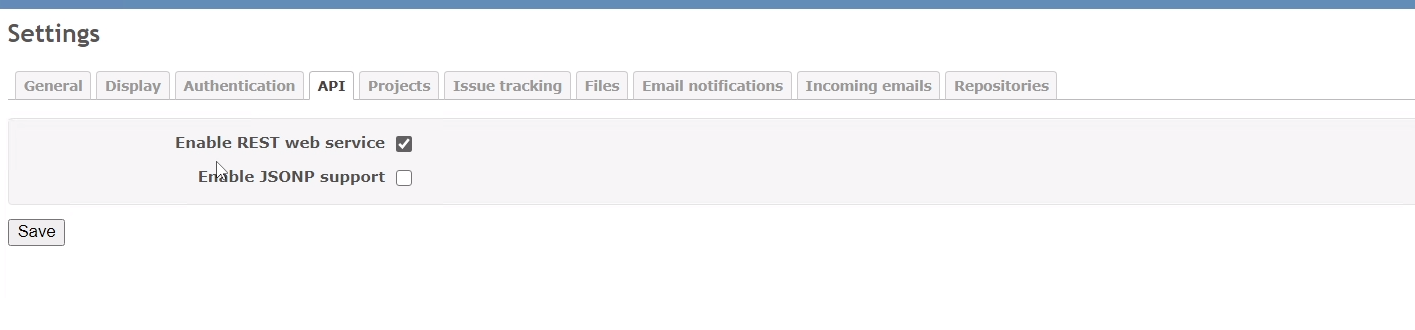 Settings
General Display Authentication API Projects Issue tracking Files Email notifications Incoming emails Repositories
Enable REST web service
Enable JSONP support
Save